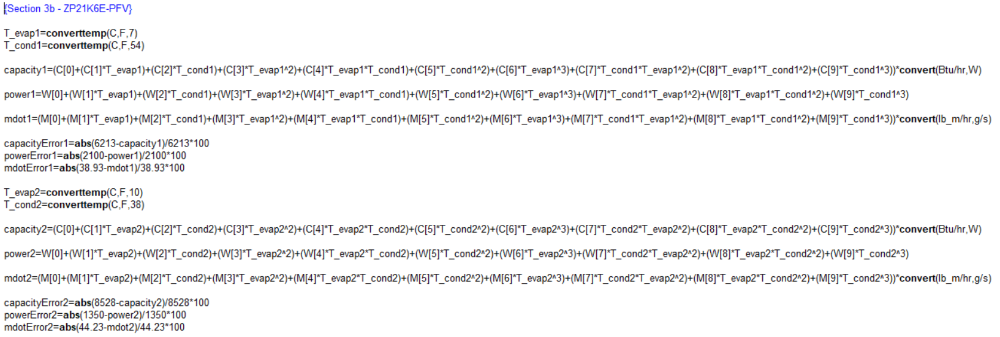 {Section 3b - ZP21K6E-PFV}
T_evap1=converttemp(C,F,7)
T_cond1=converttemp(C,F,54)
capacity1=(C[0]+(C[1]*T_evap1)+(C[2]*T_cond1)+(C[3]*T_evap1^2)+(C[4]*T_evap1*T_cond1)+(C[5]*T_cond1^2)+(C[6]*T_evap1^3)+(C[7]*T_cond1*T_evap1^2)+(C[8]*T_evap1*T_cond1^2)+(C[9]*T_cond1^3))*convert(Btu/hr,W)
power1=W[0]+(W[1]*T_evap1)+(W[2]*T_cond1)+(W[3]*T_evap1^2)+(W[4]*T_evap1*T_cond1)+(W[5]*T_cond1^2)+(W[6]*T_evap1^3)+(W[7]*T_cond1*T_evap1^2)+(W[8]*T_evap1*T_cond1^2)+(W[9]*T_cond1^3)
mdot1=(M[0]+(M[1]*T_evap1)+(M[2]*T_cond1)+(M[3]*T_evap1^2)+(M[4]*T_evap1*T_cond1)+(M[5]*T_cond1^2)+(M[6]*T_evap1^3)+(M[7]*T_cond1*T_evap1^2)+(M[8]*T_evap1*T_cond1^2)+(M[9]*T_cond1^3))*convert(lb_m/hr,g/s)
capacityError1=abs(6213-capacity1)/6213*100
powerError1=abs(2100-power1)/2100*100
mdotError1=abs(38.93-mdot1)/38.93*100
T_evap2=converttemp(C,F,10)
T_cond2=converttemp(C,F,38)
capacity2=(C[0]+(C[1]*T_evap2)+(C[2]*T_cond2)+(C[3]*T_evap2^2)+(C[4]*T_evap2*T_cond2)+(C[5]*T_cond2^2)+(C[6]*T_evap2^3)+(C[7]*T_cond2*T_evap2^2)+(C[8]*T_evap2*T_cond2^2)+(C[9]*T_cond2^3))*convert(Btu/hr,W)
power2=W[0]+(W[1]*T_evap2)+(W[2]*T_cond2)+(W[3]*T_evap2^2)+(W[4]*T_evap2*T_cond2)+(W[5]*T_cond2^2)+(W[6]*T_evap2^3)+(W[7]*T_cond2*T_evap2^2)+(W[8]*T_evap2*T_cond2^2)+(W[9]*T_cond2^3)
mdot2=(M[0]+(M[1]*T_evap2)+(M[2]*T_cond2)+(M[3]*T_evap2^2)+(M[4]*T_evap2*T_cond2)+(M[5]*T_cond2^2)+(M[6]*T_evap2^3)+(M[7]*T_cond2*T_evap2^2)+(M[8]*T_evap2*T_cond2^2)+(M[9]*T_cond2^3))*convert(lb_m/hr,g/s)
capacityError2=abs(8528-capacity2)/8528*100
powerError2=abs(1350-power2)/1350*100
mdotError2=abs(44.23-mdot2)/44.23*100